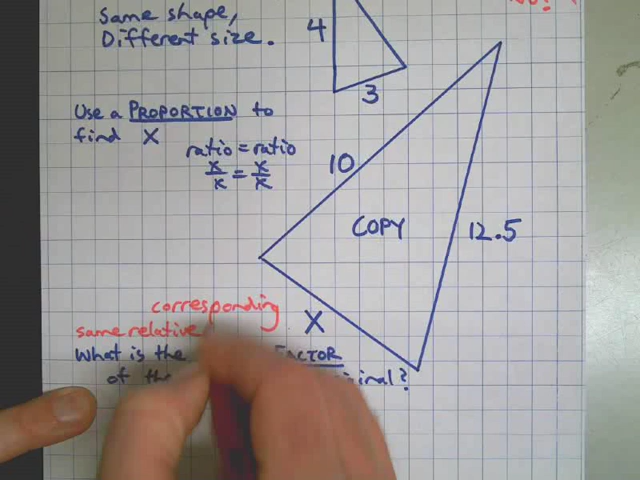 Same shape,
Different size.
4
3
Use a PROPORTION to
find X
ratio = ratio
x/x = x/x
10
COPY
12.5
corresponding
same relative
X
What is the FACTOR
of the